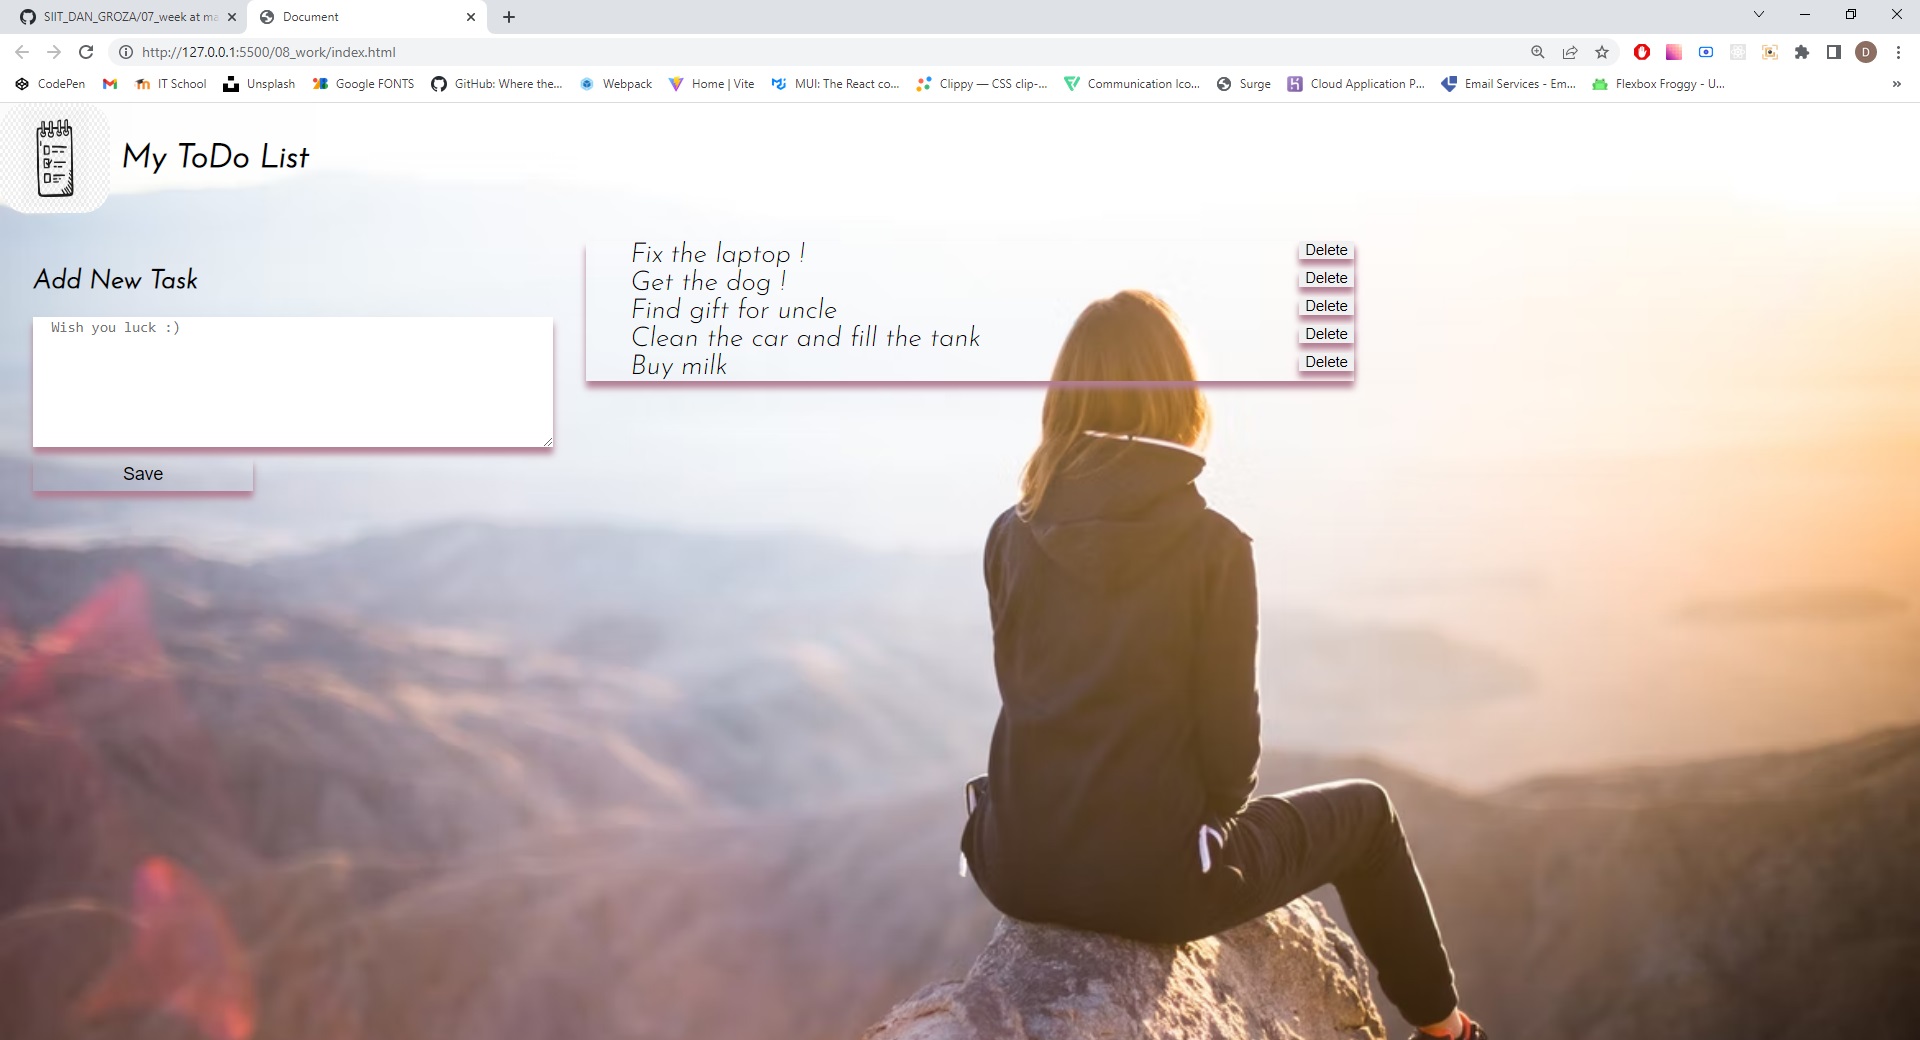 SIIT_DAN_GROZA/07_week at ma
Document
http://127.0.0.1:5500/08_work/index.html
D
CodePen
IT School
Unsplash
Google FONTS
GitHub: Where the...
Webpack
Home | Vite
MUI: The React co...
Clippy — CSS clip-...
Communication Ico...
Surge
Cloud Application P...
Email Services - Em...
Flexbox Froggy - U...
»
My ToDo List
Add New Task
Wish you luck :)
Save
Fix the laptop ! Delete
Get the dog ! Delete
Find gift for uncle Delete
Clean the car and fill the tank Delete
Buy milk Delete